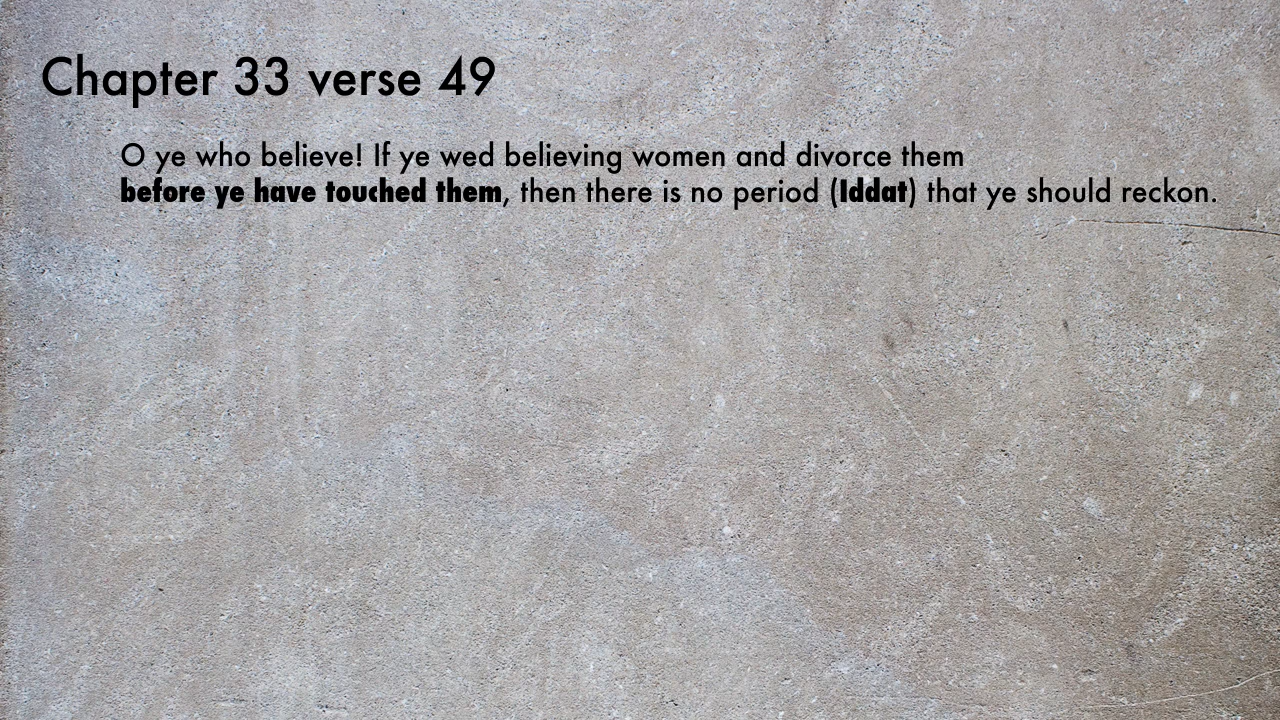 Chapter 33 verse 49
O ye who believe! If ye wed believing women and divorce them
before ye have touched them, then there is no period (Iddat) that ye should reckon.